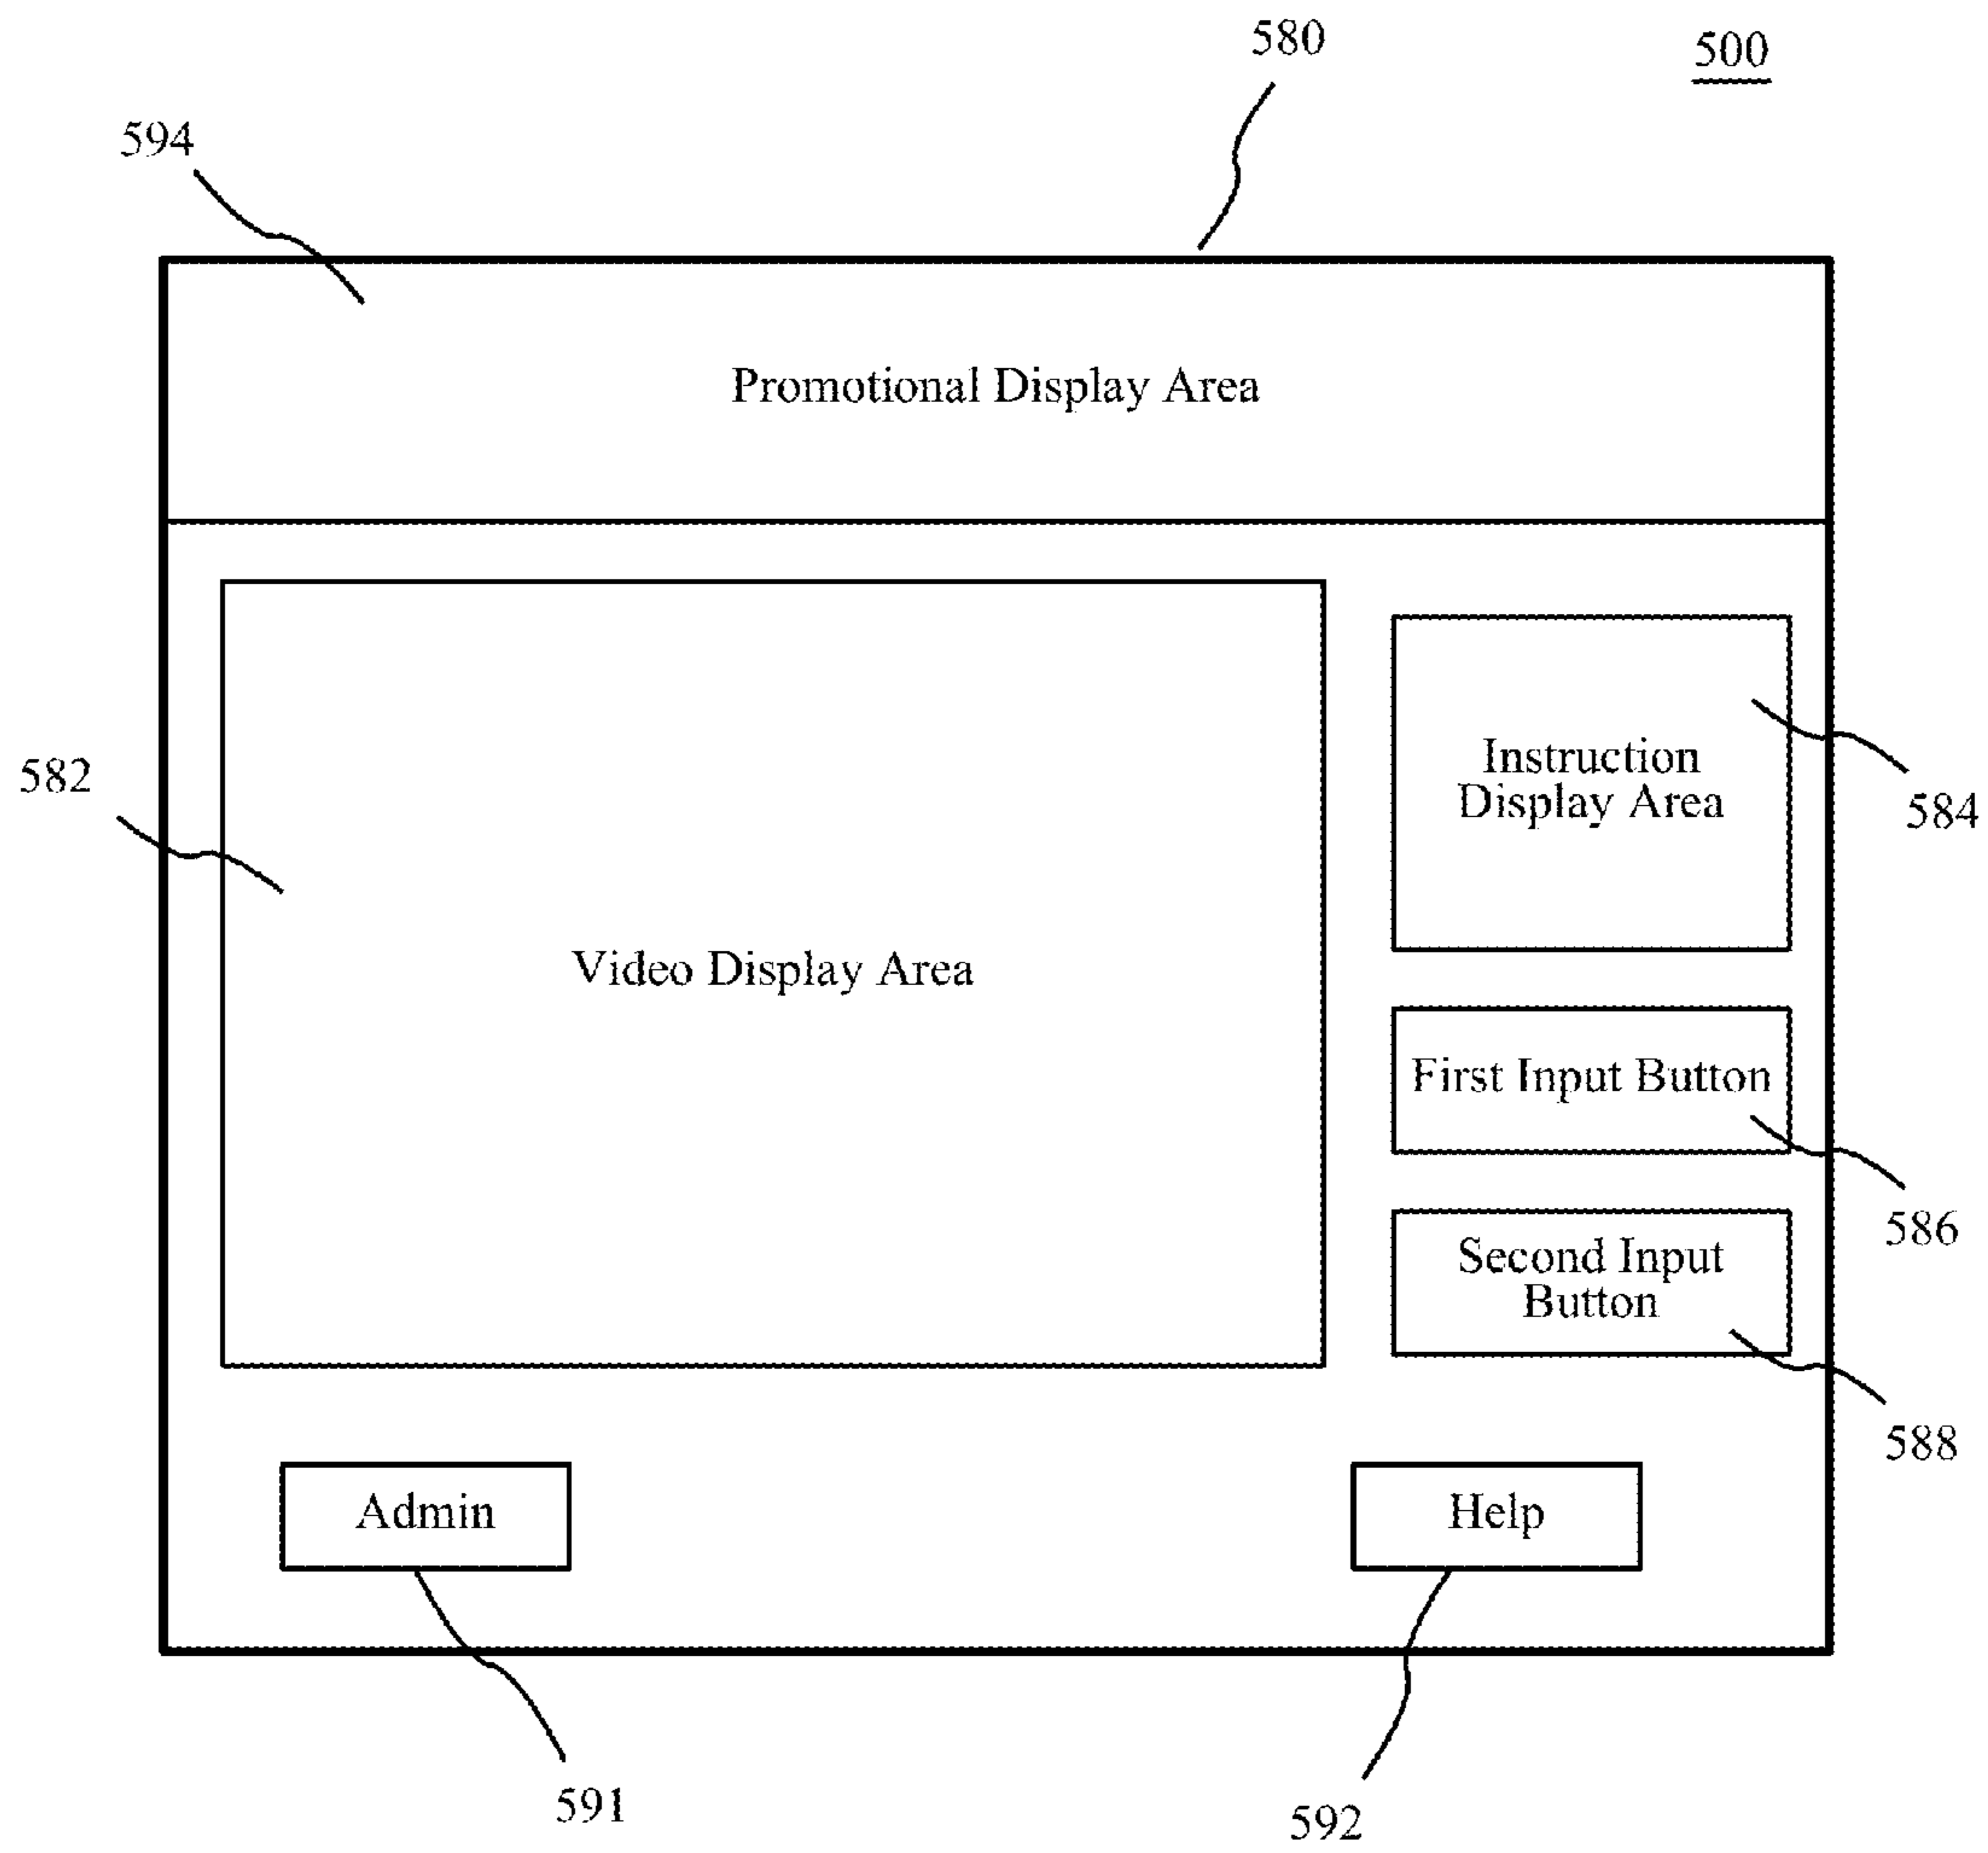 580
500
594
Promotional Display Area
582
Instruction
Display Area
584
Video Display Area
First Input Button
586
Second Input
Button
588
Admin
Help
591
592